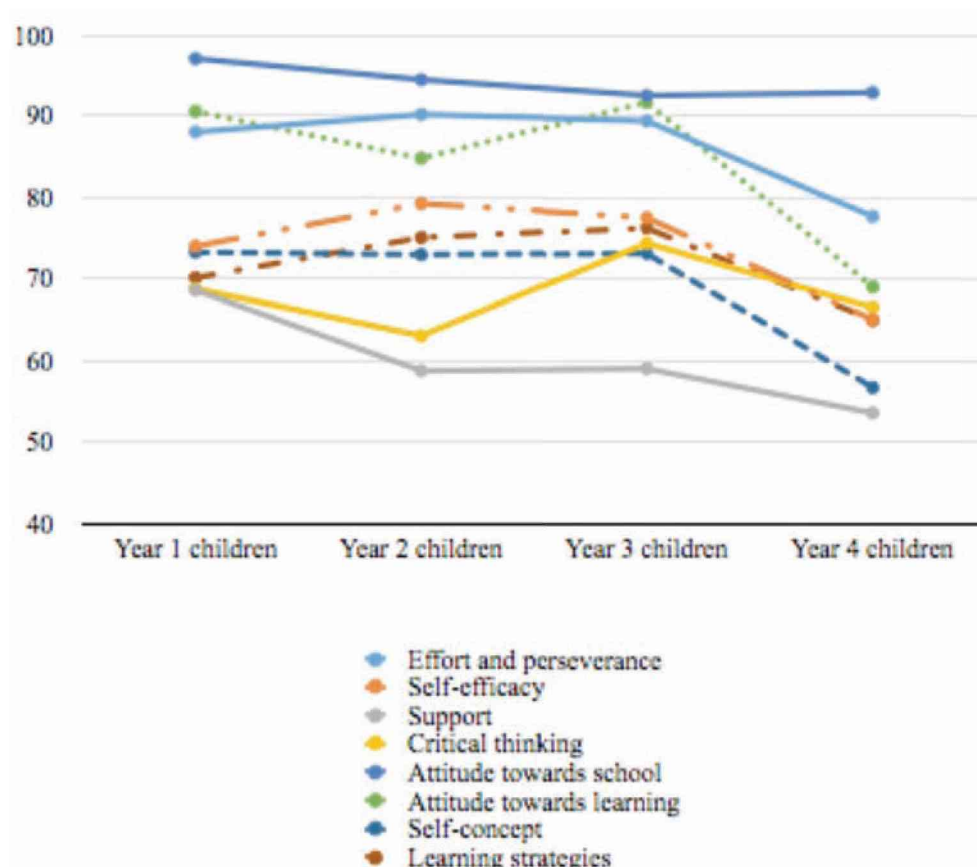 100
90
80
70
60
50
40
Year 1 children Year 2 children Year 3 children Year 4 children
Effort and perseverance
Self-efficacy
Support
Critical thinking
Attitude towards school
Attitude towards learning
Self-concept
Learning strategies